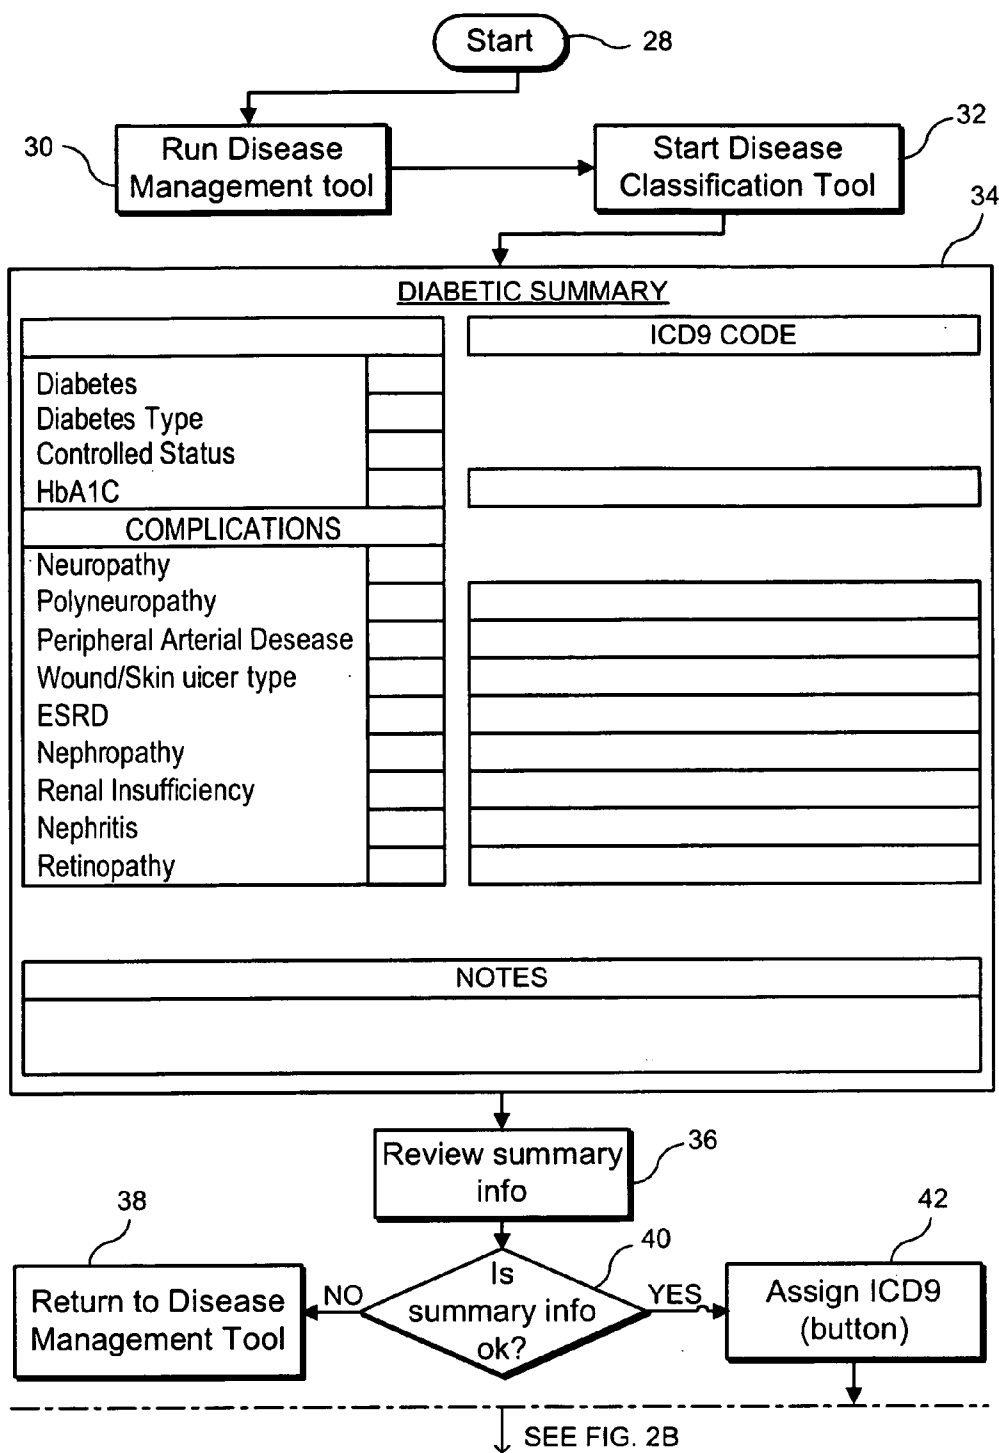 Start
28
30
Run Disease
Management tool
32
Start Disease
Classification Tool
34
DIABETIC SUMMARY
ICD9 CODE
Diabetes
Diabetes Type
Controlled Status
HbA1C
COMPLICATIONS
Neuropathy
Polyneuropathy
Peripheral Arterial Desease
Wound/Skin uicer type
ESRD
Nephropathy
Renal Insufficiency
Nephritis
Retinopathy
NOTES
Review summary
info
36
38
Return to Disease
Management Tool
NO
40
Is
summary info
ok?
YES
42
Assign ICD9
(button)
SEE FIG. 2B